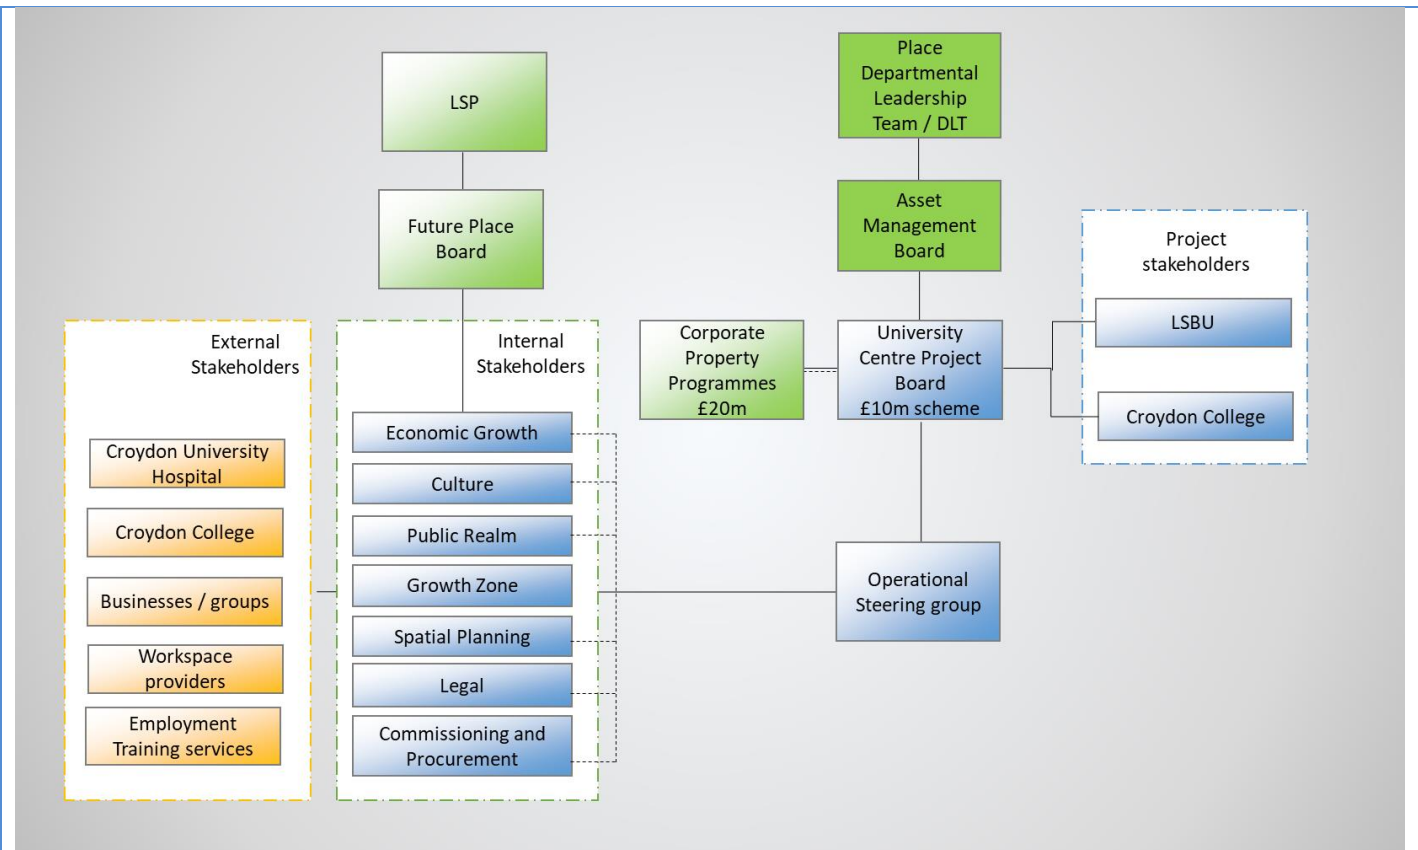 LSP
Future Place
Board
Place
Departmental
Leadership
Team / DLT
Asset
Management
Board
External
Stakeholders
Croydon University
Hospital
Croydon College
Businesses / groups
Workspace
providers
Employment
Training services
Internal
Stakeholders
Economic Growth
Culture
Public Realm
Growth Zone
Spatial Planning
Legal
Commissioning and
Procurement
Corporate
Property
Programmes
£20m
University
Centre Project
Board
£10m scheme
Operational
Steering group
Project
stakeholders
LSBU
Croydon College